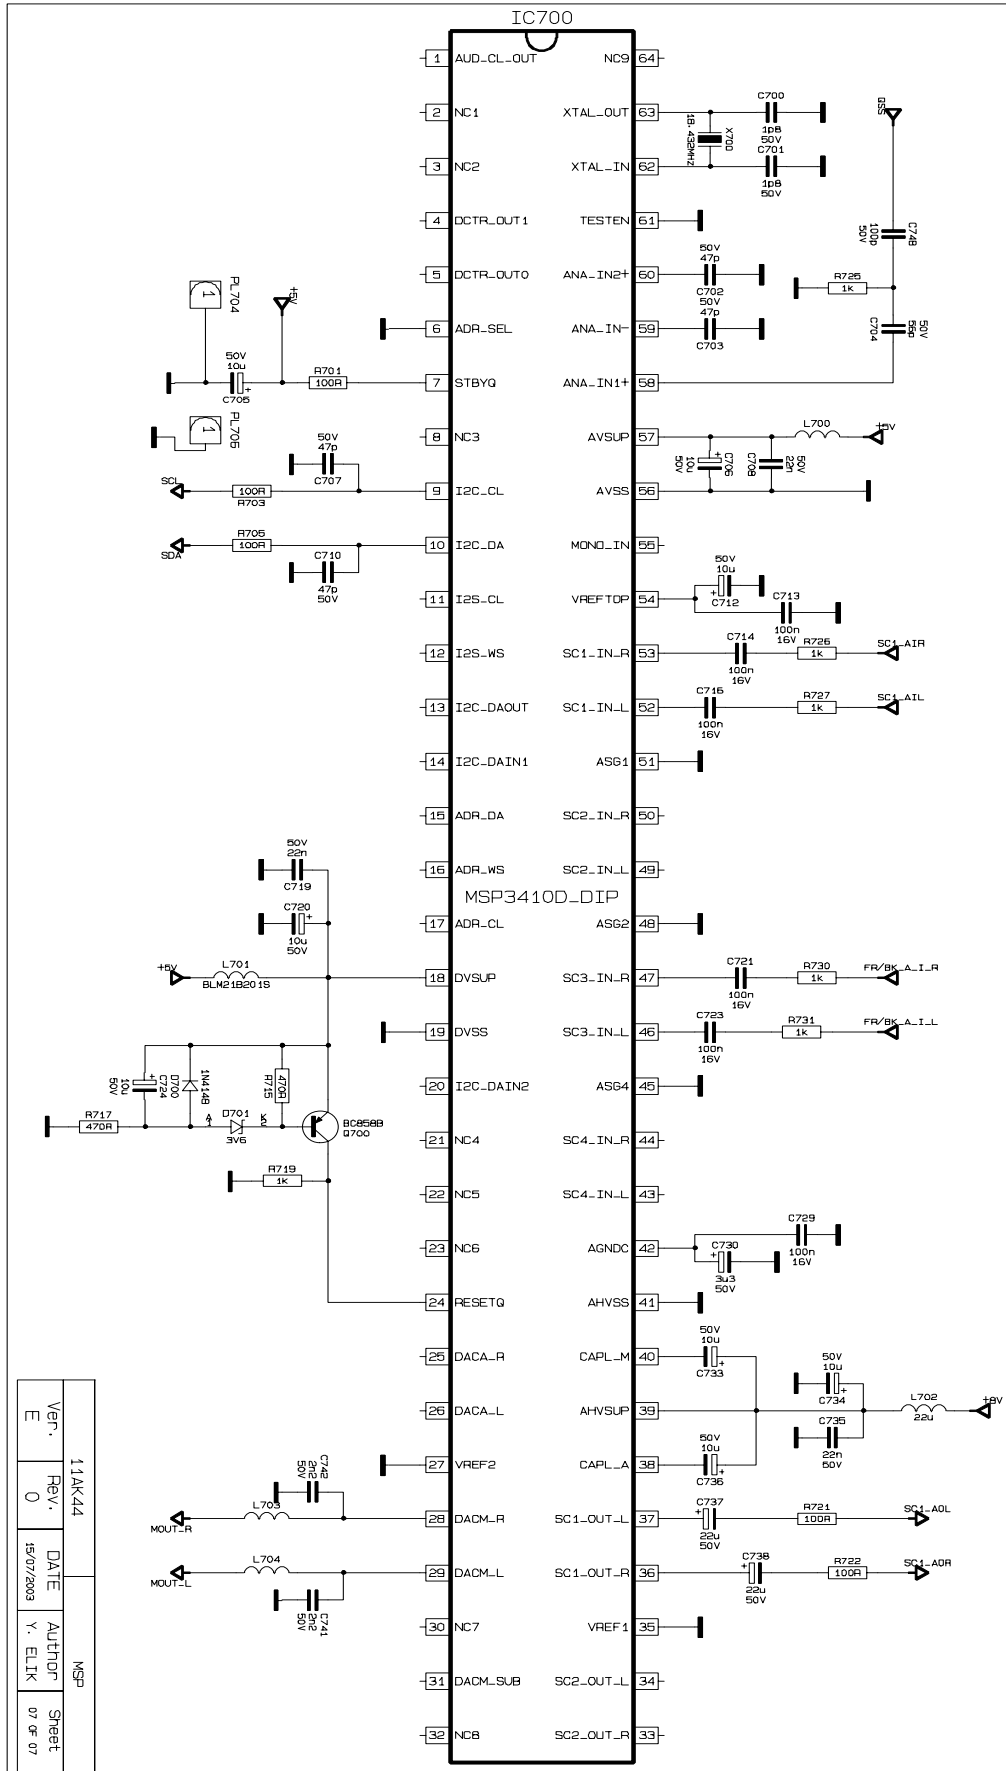 IC700
MSP3410D_DIP
1 AUD_CL_OUT
2 NC1
3 NC2
4 DCTR_OUT1
5 DCTR_OUT0
6 ADR_SEL
7 STBYQ
8 NC3
9 I2C_CL
10 I2C_DA
11 I2S_CL
12 I2S_WS
13 I2C_DAOUT
14 I2C_DAIN1
15 ADR_DA
16 ADR_WS
17 ADR_CL
18 DVSUP
19 DVSS
20 I2C_DAIN2
21 NC4
22 NC5
23 NC6
24 RESETQ
25 DACA_R
26 DACA_L
27 VREF2
28 DACM_R
29 DACM_L
30 NC7
31 DACM_SUB
32 NC8
NC9 64
XTAL_OUT 63
XTAL_IN 62
TESTEN 61
ANA_IN2+ 60
ANA_IN- 59
ANA_IN1+ 58
AVSUP 57
AVSS 56
MONO_IN 55
VREFTOP 54
SC1_IN_R 53
SC1_IN_L 52
ASG1 51
SC2_IN_R 50
SC2_IN_L 49
ASG2 48
SC3_IN_R 47
SC3_IN_L 46
ASG4 45
SC4_IN_R 44
SC4_IN_L 43
AGNDC 42
AHVSS 41
CAPL_M 40
AHVSUP 39
CAPL_A 38
SC1_OUT_L 37
SC1_OUT_R 36
VREF1 35
SC2_OUT_L 34
SC2_OUT_R 33
PL704
1
+5V
50V
10u
C705
+
R701
100R
PL706
1
50V
47p
C707
SCL
100R
R703
R705
100R
SDA
C710
47p
50V
50V
22n
C719
C720
+
10u
50V
+5V
L701
BLM21B201S
+
C724
10u
50V
1N4148
D700
470R
R715
R717
470R
A
1
D701
3V6
K
2
BC858B
Q700
R719
1k
C742
2n2
50V
L703
MOUT_R
L704
MOUT_L
C741
2n2
50V
C700
1p8
50V
X700
18.432MHz
C701
1p8
50V
QSS
C748
100p
50V
R725
1k
50V
56p
C704
50V
47p
C702
50V
47p
C703
L700
+5V
+
C706
10u
50V
50V
22n
C708
50V
10u
+
C712
C713
100n
16V
C714
100n
16V
R726
1k
SC1_AIR
C716
100n
16V
R727
1k
SC1_AIL
C721
100n
16V
R730
1k
FR/BK_A_I_R
C723
100n
16V
R731
1k
FR/BK_A_I_L
C729
100n
16V
+
C730
3u3
50V
50V
10u
C733
+
50V
10u
C734
+
L702
22u
+8V
C735
22n
50V
50V
10u
C736
+
C737
+
22u
50V
R721
100R
SC1_AOL
C738
+
22u
50V
R722
100R
SC1_AOR
11AK44
MSP
Ver.
E
Rev.
0
DATE
15/07/2003
Author
Y. ELIK
Sheet
07 OF 07